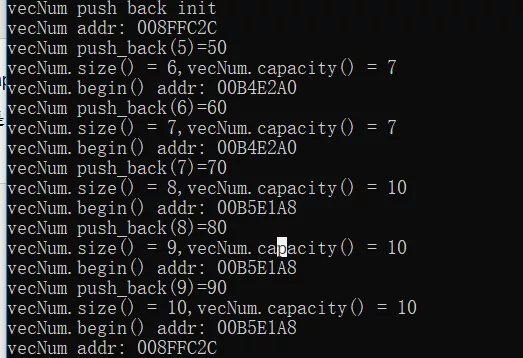 vecNum push back init
vecNum addr: 008FFC2C
vecNum push_back(5)=50
vecNum.size() = 6,vecNum.capacity() = 7
vecNum.begin() addr: 00B4E2A0
vecNum push_back(6)=60
vecNum.size() = 7,vecNum.capacity() = 7
vecNum.begin() addr: 00B4E2A0
vecNum push_back(7)=70
vecNum.size() = 8,vecNum.capacity() = 10
vecNum.begin() addr: 00B5E1A8
vecNum push_back(8)=80
vecNum.size() = 9,vecNum.capacity() = 10
vecNum.begin() addr: 00B5E1A8
vecNum push_back(9)=90
vecNum.size() = 10,vecNum.capacity() = 10
vecNum.begin() addr: 00B5E1A8
vecNum addr: 008FFC2C